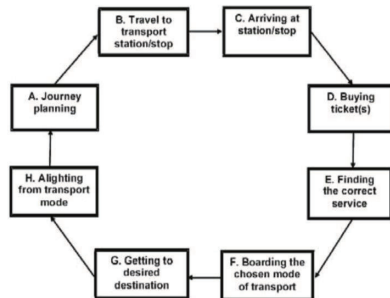 A. Journey
planning
B. Travel to
transport
station/stop
C. Arriving at
station/stop
D. Buying
ticket(s)
E. Finding
the correct
service
F. Boarding the
chosen mode
of transport
G. Getting to
desired
destination
H. Alighting
from transport
mode